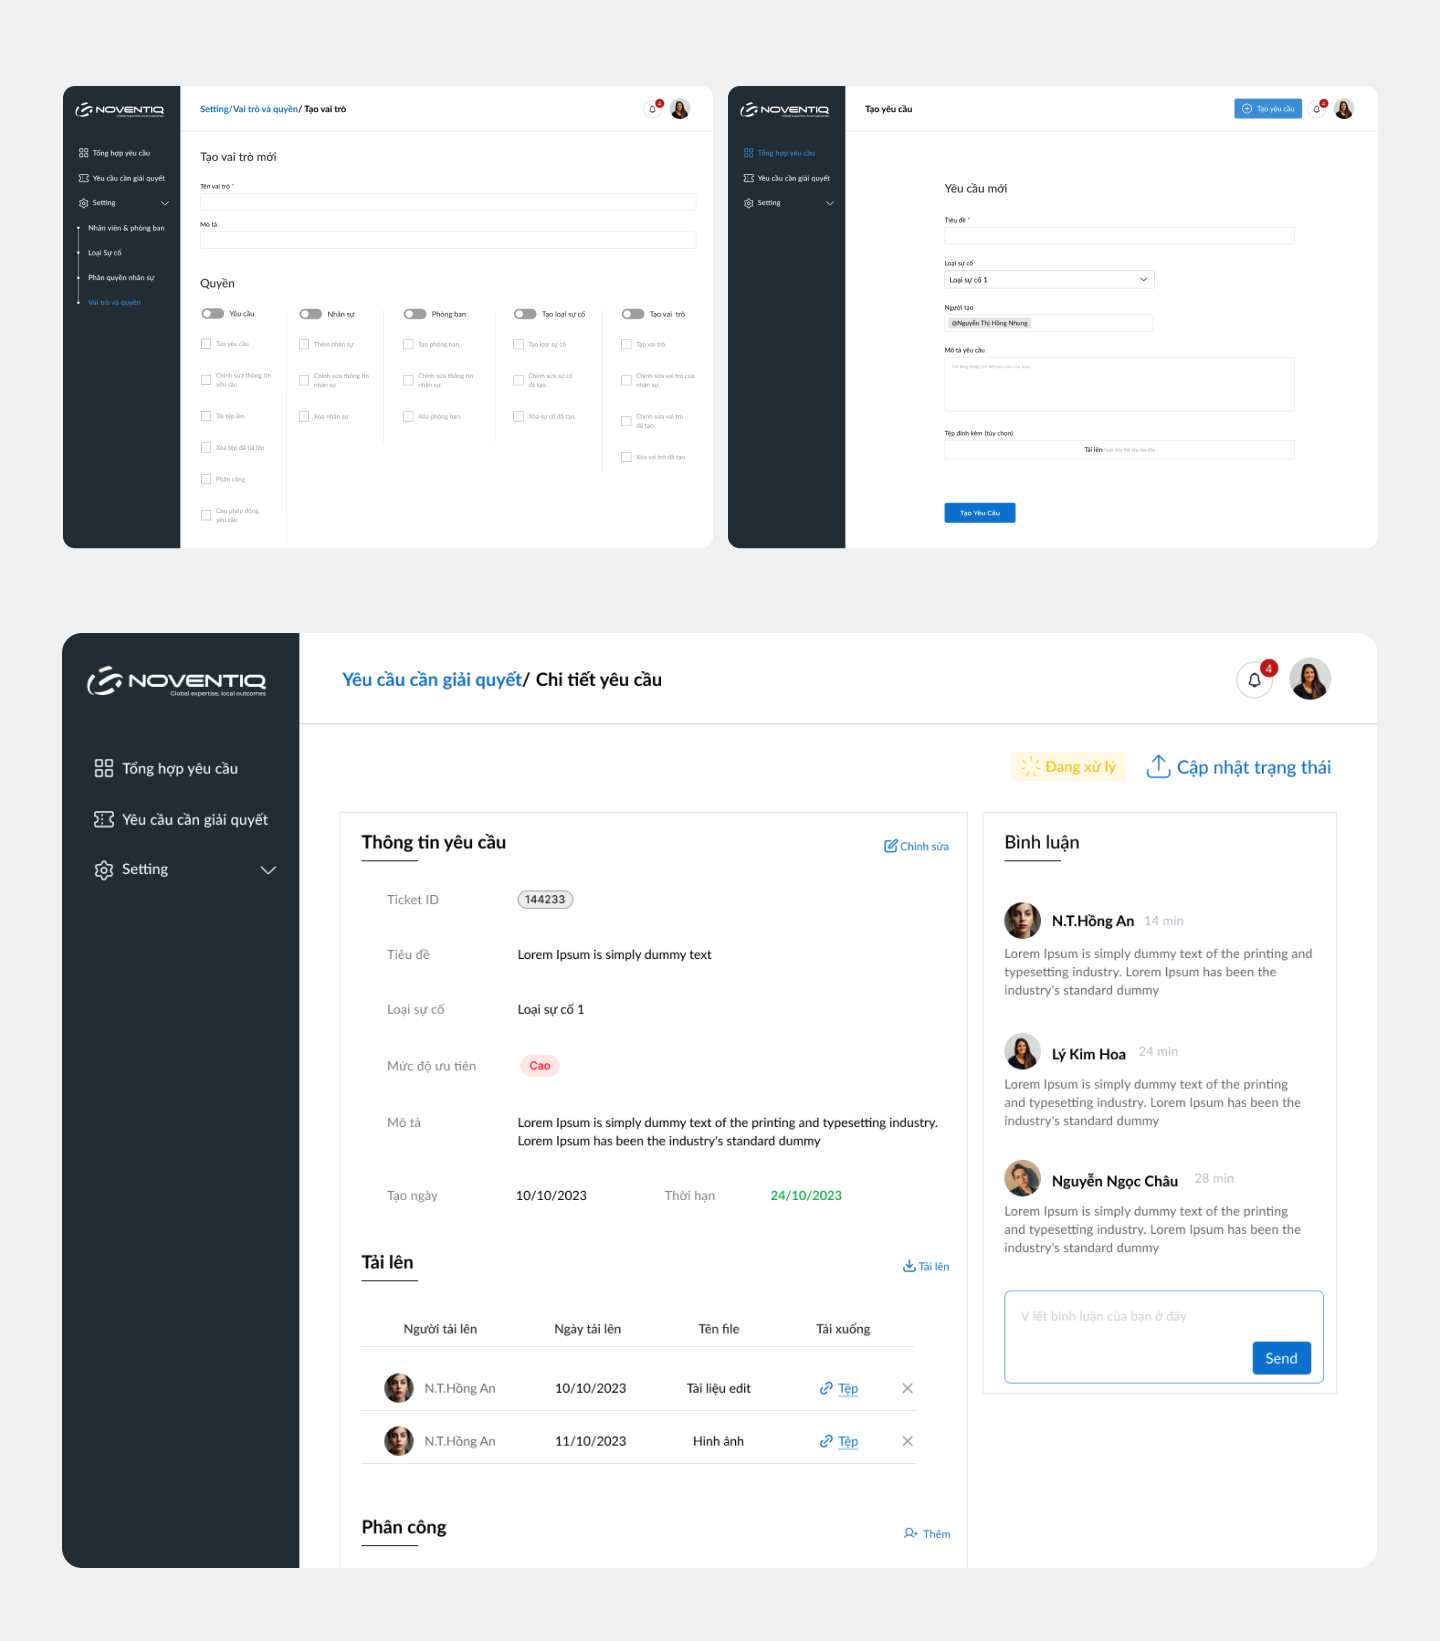 NOVENTIQ
Global expertise, local outcomes
Tổng hợp yêu cầu
Yêu cầu cần giải quyết
Setting
Nhân viên & phòng ban
Loại Sự cố
Phân quyền nhân sự
Vai trò và quyền
Setting/Vai trò và quyền/ Tạo vai trò
4
Tạo vai trò mới
Tên vai trò *
Mô tả
Quyền
Yêu cầu
Tạo yêu cầu
Chỉnh sửa thông tin
yêu cầu
Tải tệp lên
Xóa tệp đã tải lên
Phân công
Cho phép đóng
yêu cầu
Nhân sự
Thêm nhân sự
Chỉnh sửa thông tin
nhân sự
Xóa nhân sự
Phòng ban
Tạo phòng ban.
Chỉnh sửa thông tin
nhân sự.
Xóa phòng ban.
Tạo loại sự cố
Tạo loại sự cố
Chỉnh sửa sự cố
đã tạo.
Xóa sự cố đã tạo.
Tạo vai trò
Tạo vai trò.
Chỉnh sửa vai trò của
nhân sự.
Chỉnh sửa vai trò
đã tạo.
Xóa vai trò đã tạo.
NOVENTIQ
Global expertise, local outcomes
Tổng hợp yêu cầu
Yêu cầu cần giải quyết
Setting
Tạo yêu cầu
Tạo yêu cầu
4
Yêu cầu mới
Tiêu đề *
Loại sự cố
Loại sự cố 1
Người tạo
@Nguyễn Thị Hồng Nhung
Mô tả yêu cầu
Vui lòng nhập chi tiết yêu cầu của bạn
Tệp đính kèm (tùy chọn)
Tải lên hoặc kéo thả tệp vào đây
Tạo Yêu Cầu
NOVENTIQ
Global expertise, local outcomes
Tổng hợp yêu cầu
Yêu cầu cần giải quyết
Setting
Yêu cầu cần giải quyết/ Chi tiết yêu cầu
4
Đang xử lý
Cập nhật trạng thái
Thông tin yêu cầu
Chỉnh sửa
Ticket ID
144233
Tiêu đề
Lorem Ipsum is simply dummy text
Loại sự cố
Loại sự cố 1
Mức độ ưu tiên
Cao
Mô tả
Lorem Ipsum is simply dummy text of the printing and typesetting industry.
Lorem Ipsum has been the industry's standard dummy
Tạo ngày
10/10/2023
Thời hạn
24/10/2023
Tải lên
Tải lên
Người tải lên
Ngày tải lên
Tên file
Tải xuống
N.T.Hồng An
10/10/2023
Tài liệu edit
Tệp
N.T.Hồng An
11/10/2023
Hình ảnh
Tệp
Phân công
Thêm
Bình luận
N.T.Hồng An
14 min
Lorem Ipsum is simply dummy text of the printing and
typesetting industry. Lorem Ipsum has been the
industry's standard dummy
Lý Kim Hoa
24 min
Lorem Ipsum is simply dummy text of the printing
and typesetting industry. Lorem Ipsum has been the
industry's standard dummy
Nguyễn Ngọc Châu
28 min
Lorem Ipsum is simply dummy text of the printing
and typesetting industry. Lorem Ipsum has been the
industry's standard dummy
V iết bình luận của bạn ở đây
Send